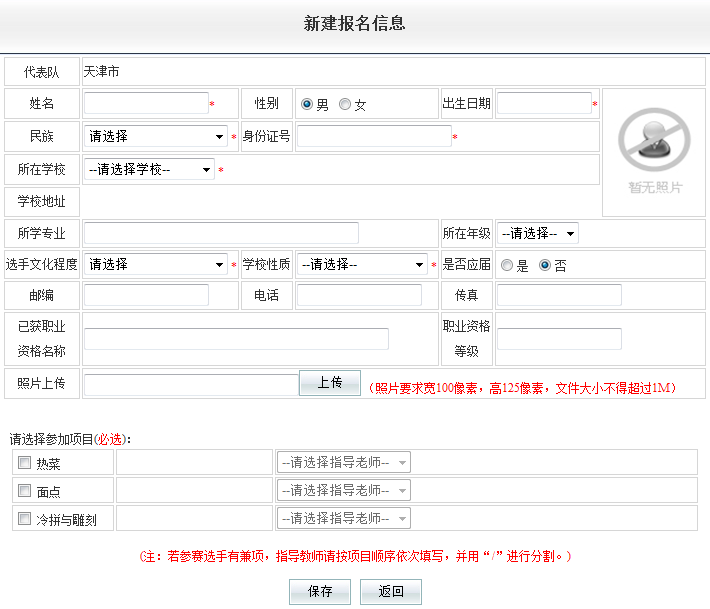 新建报名信息
代表队 天津市
姓名 * 性别 男 女 出生日期 *
民族 请选择 * 身份证号 *
暂无照片
所在学校 --请选择学校-- *
学校地址
所学专业 所在年级 --请选择--
选手文化程度 请选择 * 学校性质 --请选择-- * 是否应届 是 否
邮编 电话 传真
已获职业 职业资格
资格名称 等级
照片上传 上传 （照片要求宽100像素，高125像素，文件大小不得超过1M）
请选择参加项目(必选)：
热菜 --请选择指导老师--
面点 --请选择指导老师--
冷拼与雕刻 --请选择指导老师--
(注：若参赛选手有兼项，指导教师请按项目顺序依次填写，并用“/”进行分割。)
保存 返回